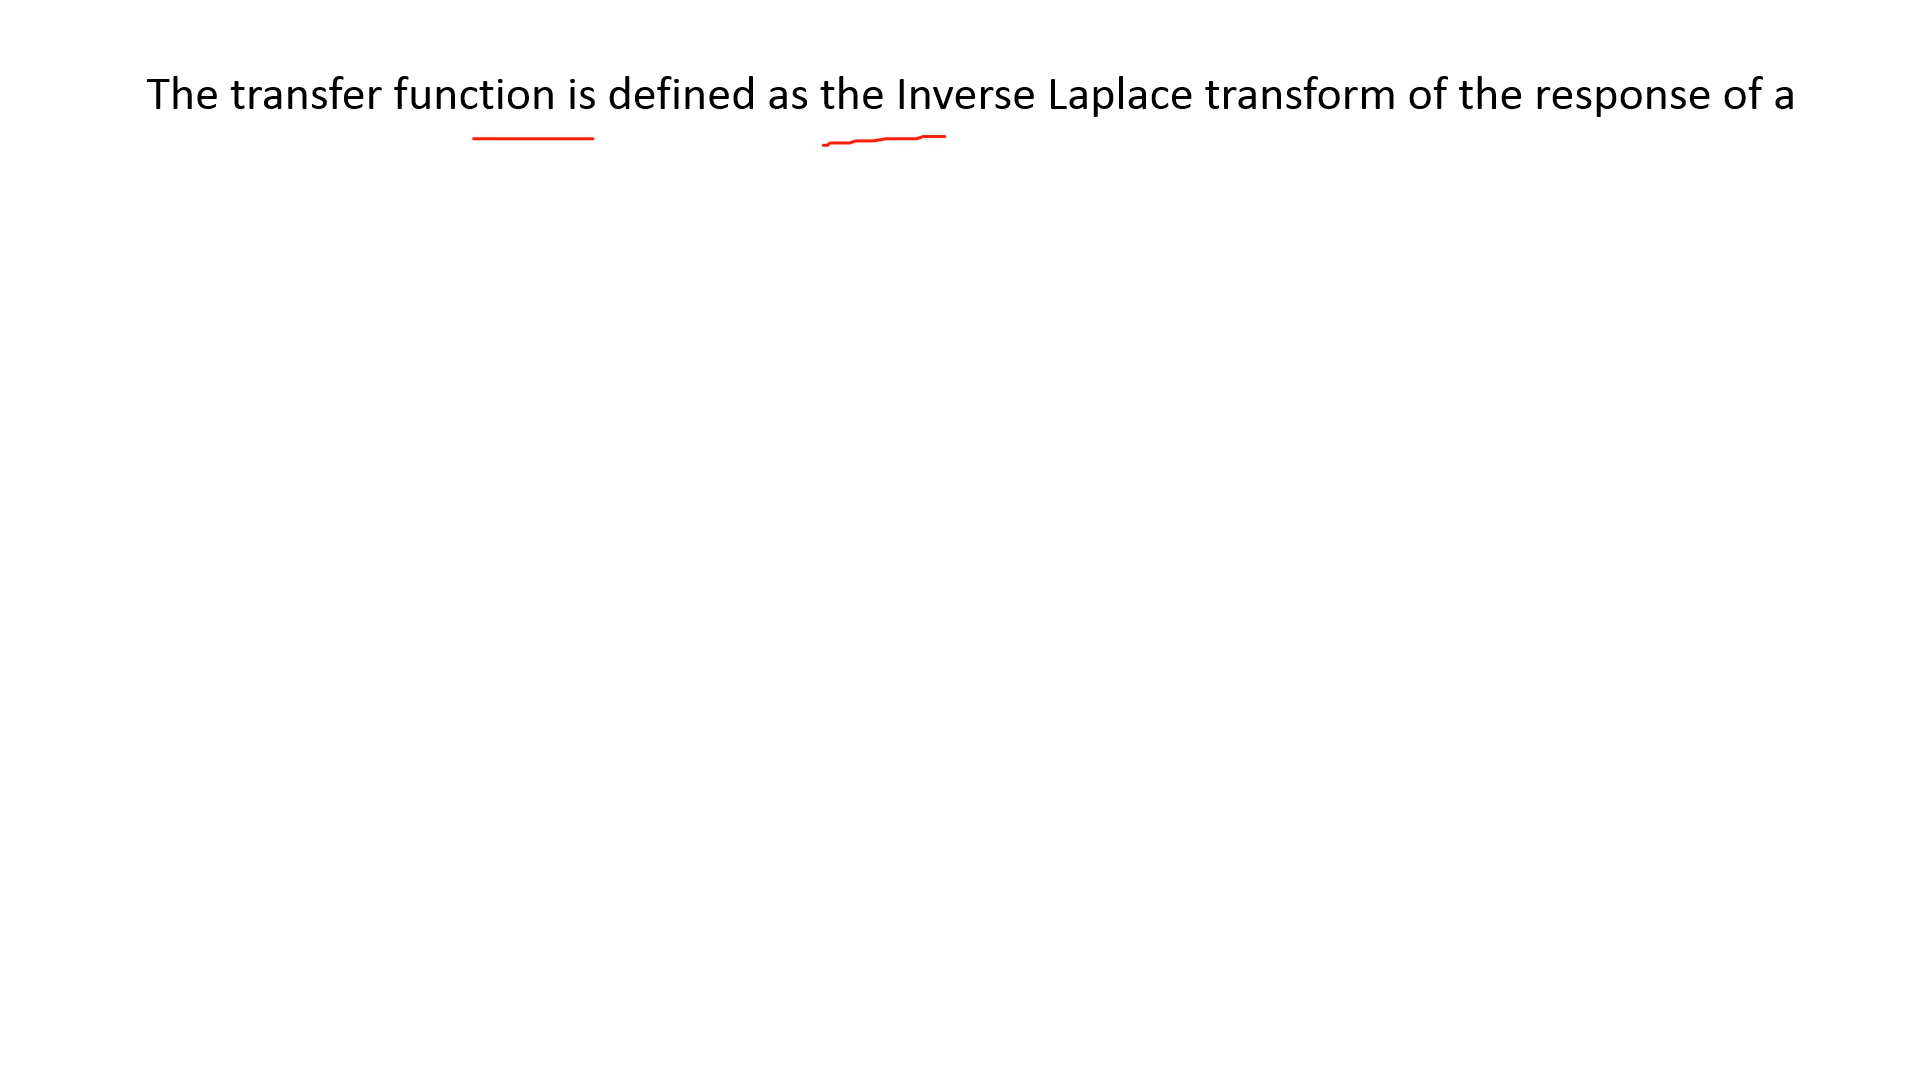 The transfer function is defined as the Inverse Laplace transform of the response of a